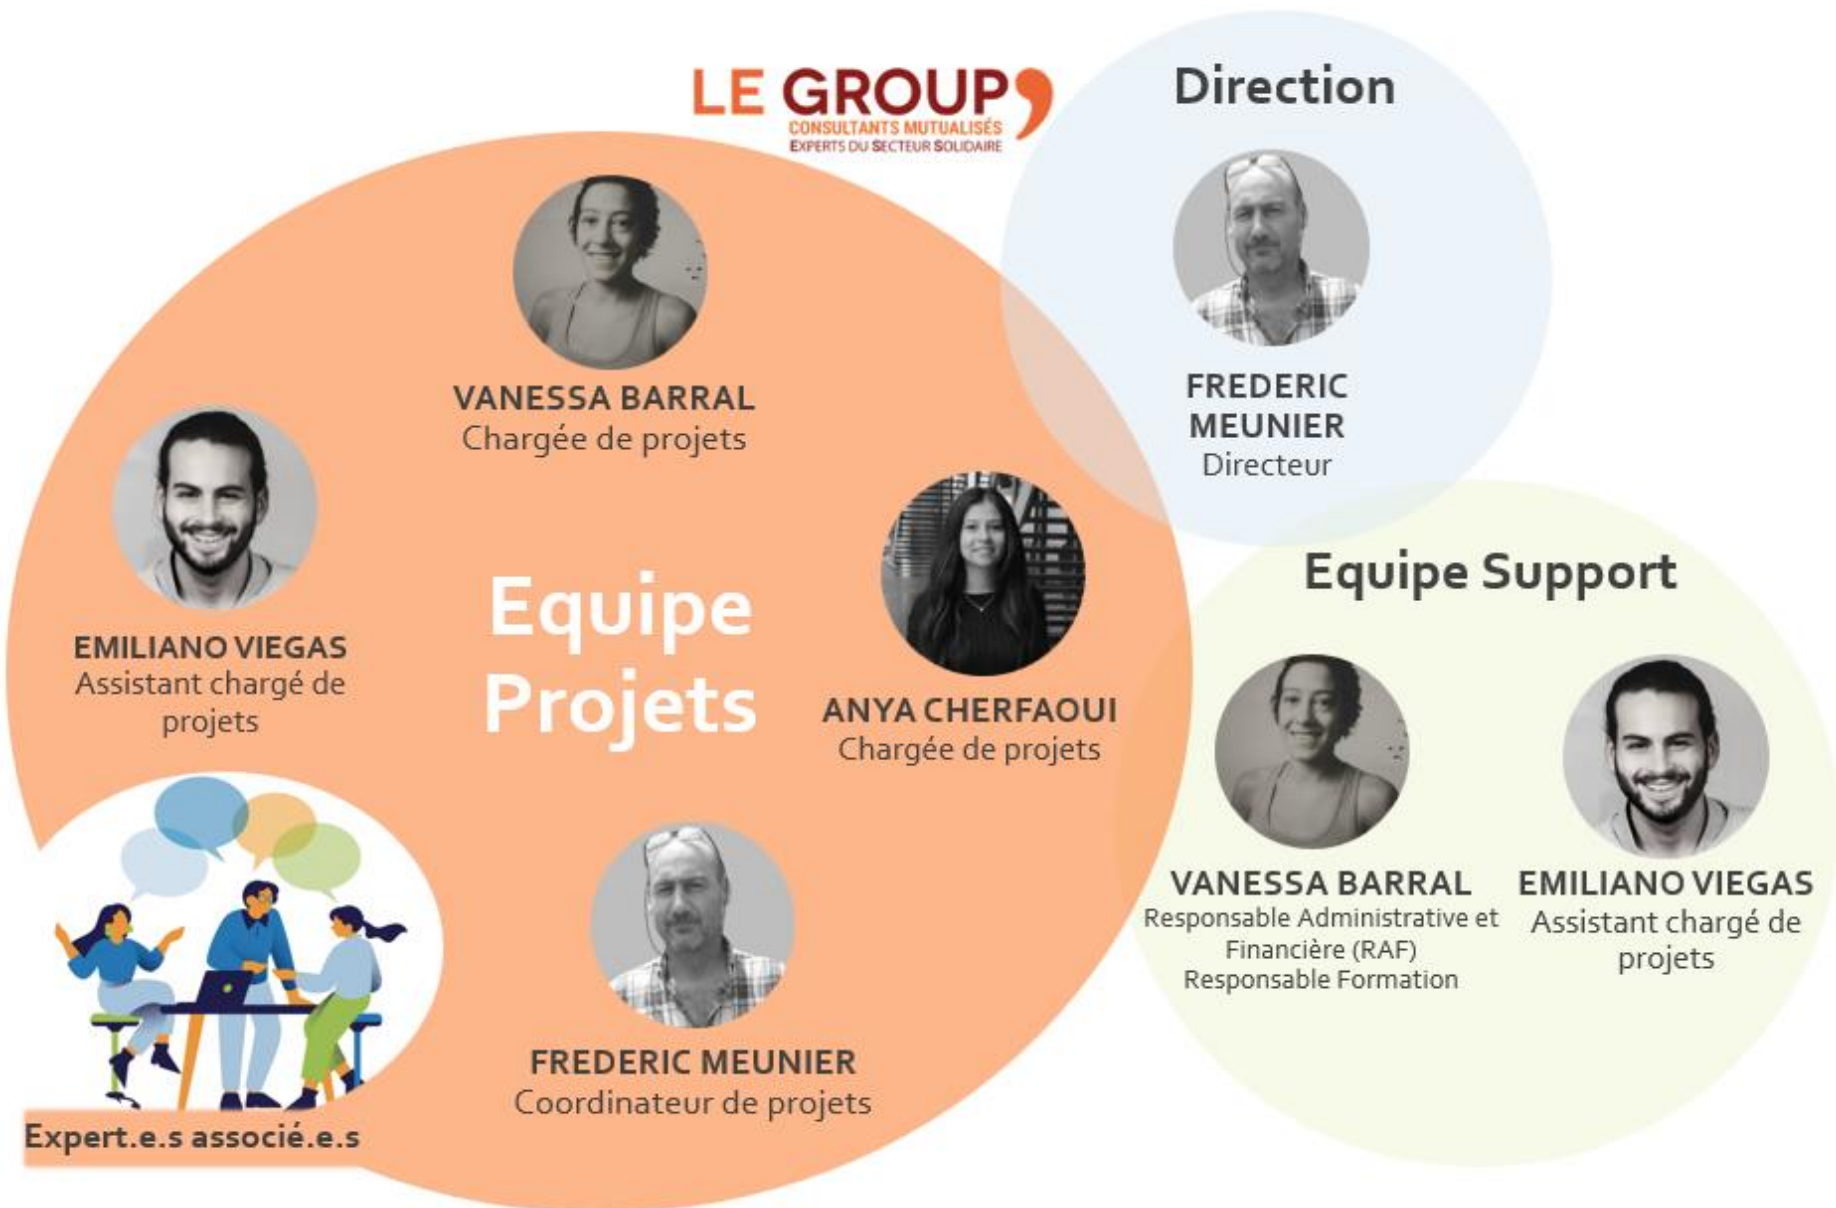 LE GROUP'
CONSULTANTS MUTUALISÉS
EXPERTS DU SECTEUR SOLIDAIRE
Direction
FREDERIC
MEUNIER
Directeur
VANESSA BARRAL
Chargée de projets
EMILIANO VIEGAS
Assistant chargé de
projets
Equipe
Projets
ANYA CHERFAOUI
Chargée de projets
FREDERIC MEUNIER
Coordinateur de projets
Expert.e.s associé.e.s
Equipe Support
VANESSA BARRAL
Responsable Administrative et
Financière (RAF)
Responsable Formation
EMILIANO VIEGAS
Assistant chargé de
projets